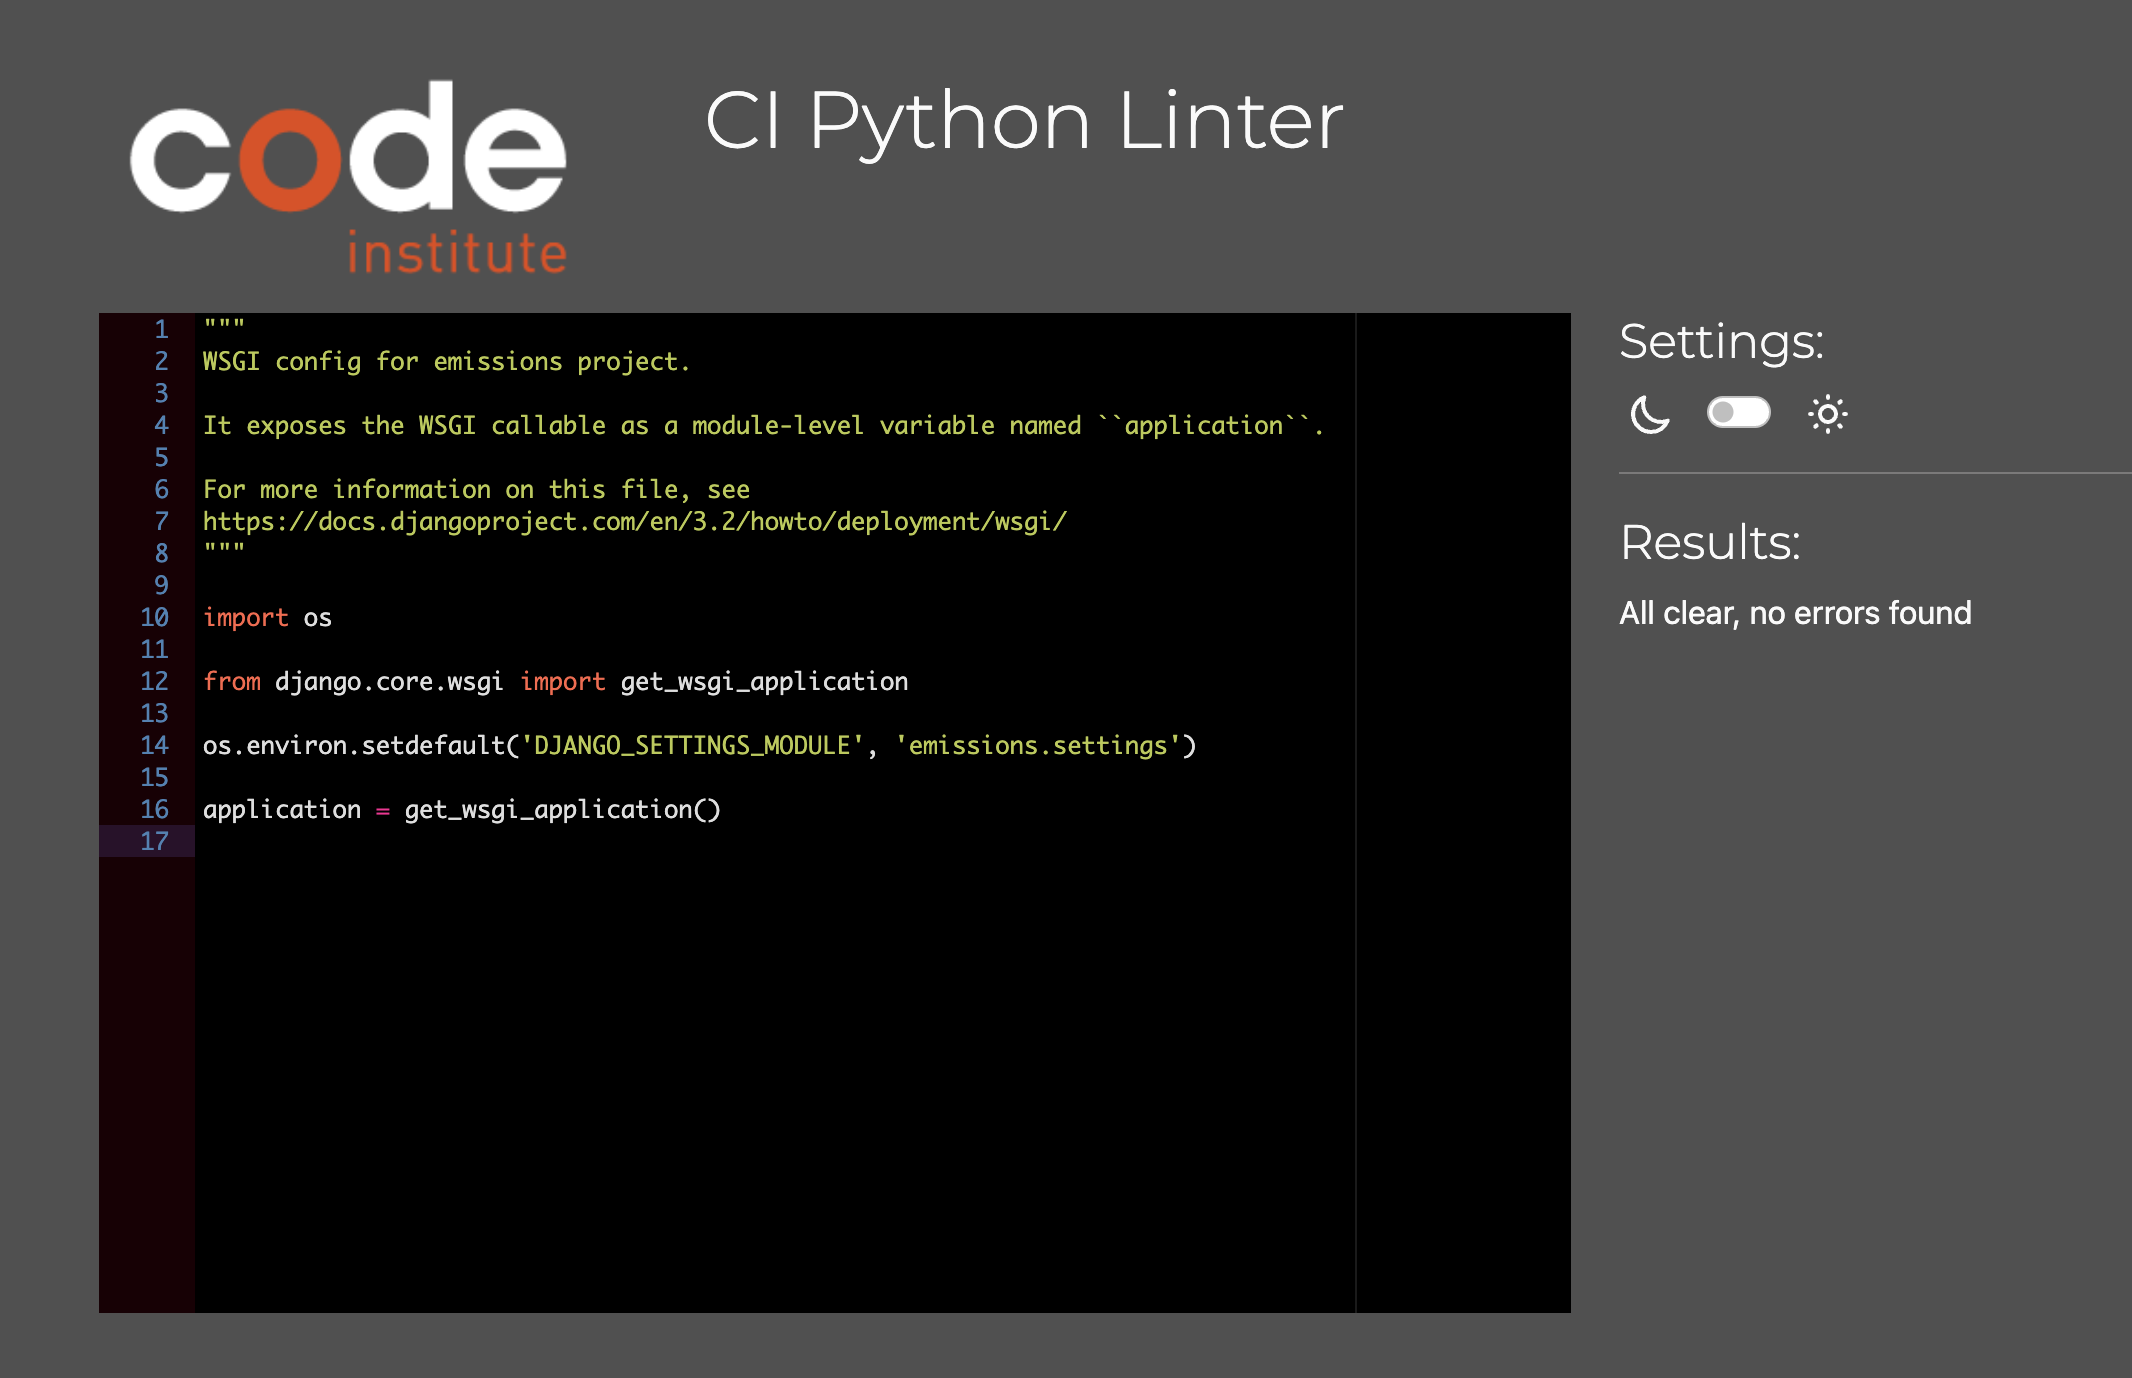 code
institute
CI Python Linter
1 """
2 WSGI config for emissions project.
3
4 It exposes the WSGI callable as a module-level variable named ``application``.
5
6 For more information on this file, see
7 https://docs.djangoproject.com/en/3.2/howto/deployment/wsgi/
8 """
9
10 import os
11
12 from django.core.wsgi import get_wsgi_application
13
14 os.environ.setdefault('DJANGO_SETTINGS_MODULE', 'emissions.settings')
15
16 application = get_wsgi_application()
17
Settings:
Results:
All clear, no errors found